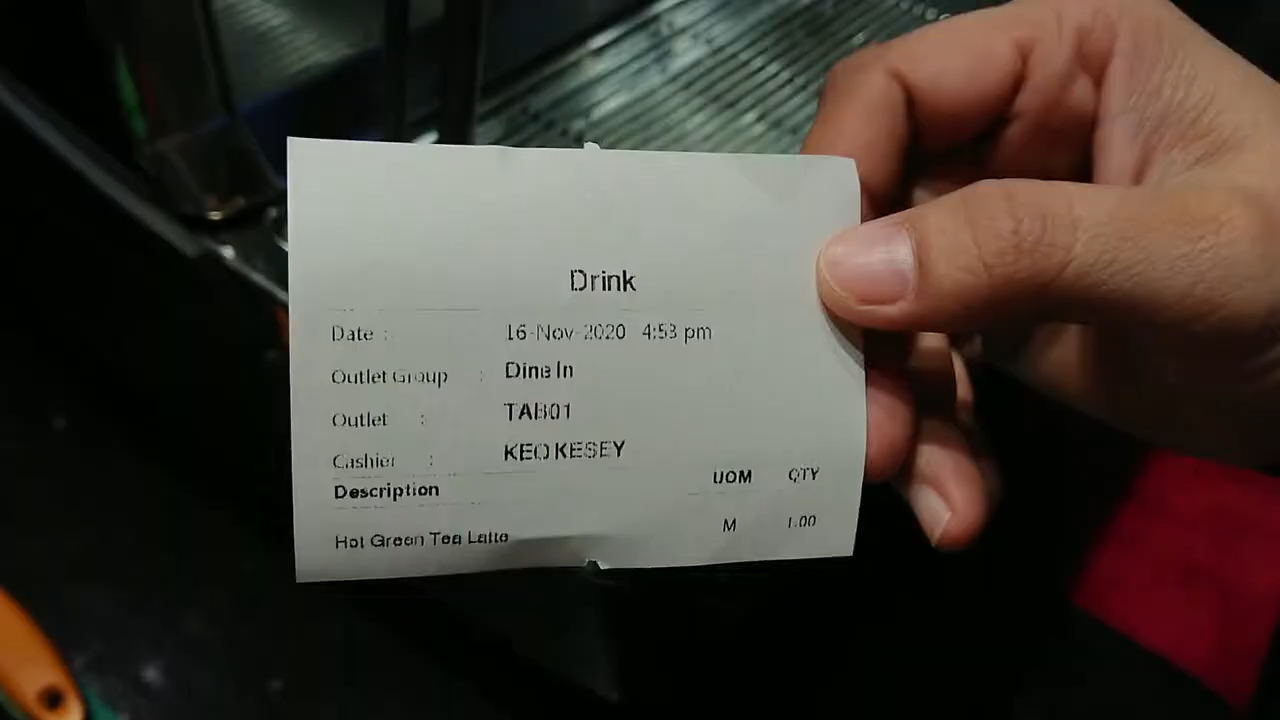 Drink
Date : 16-Nov-2020 4:53 pm
Outlet Group : Dine In
Outlet : TAB01
Cashier : KEO KESEY
Description UOM QTY
Hot Green Tea Latte M 1.00